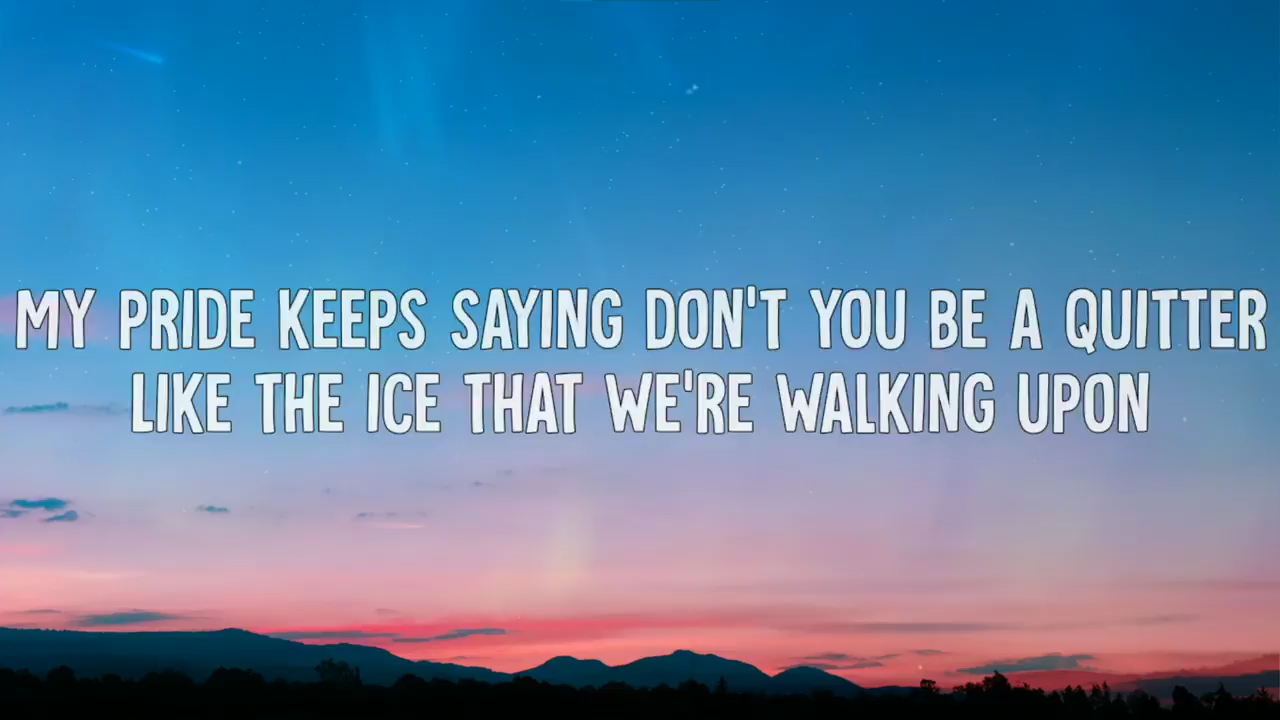 MY PRIDE KEEPS SAYING DON'T YOU BE A QUITTER
LIKE THE ICE THAT WE'RE WALKING UPON